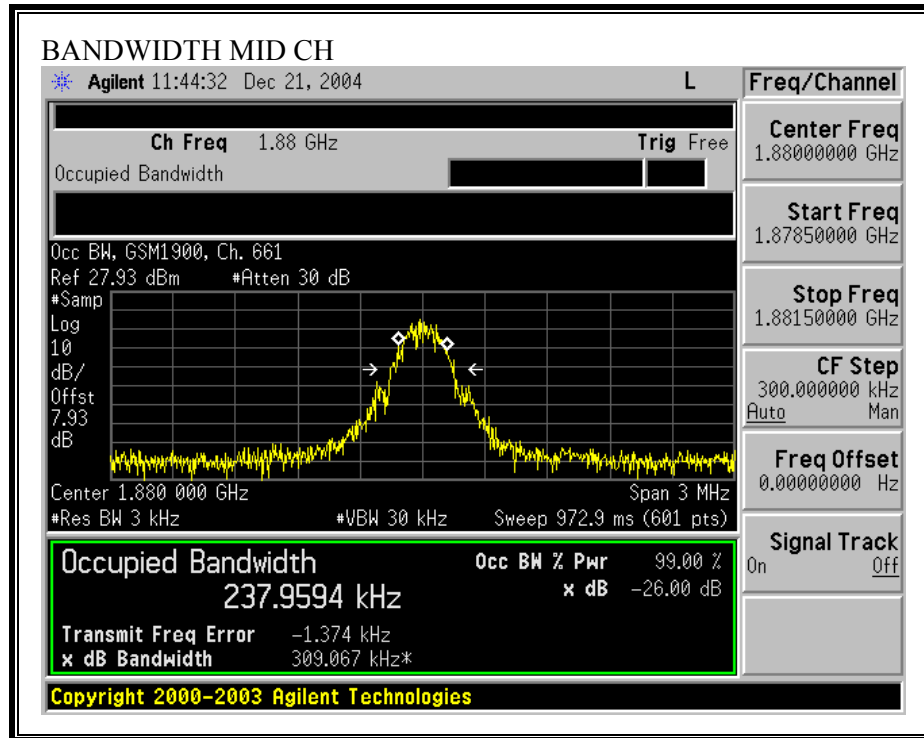 BANDWIDTH MID CH
Agilent 11:44:32 Dec 21, 2004 L
Freq/Channel
Ch Freq 1.88 GHz Trig Free
Occupied Bandwidth
Center Freq
1.88000000 GHz
Start Freq
1.87850000 GHz
Stop Freq
1.88150000 GHz
CF Step
300.000000 kHz
Auto Man
Freq Offset
0.00000000 Hz
Signal Track
On Off
Occ BW, GSM1900, Ch. 661
Ref 27.93 dBm #Atten 30 dB
#Samp
Log
10
dB/
Offst
7.93
dB
Center 1.880 000 GHz Span 3 MHz
#Res BW 3 kHz #VBW 30 kHz Sweep 972.9 ms (601 pts)
Occupied Bandwidth
237.9594 kHz
Occ BW % Pwr 99.00 %
x dB -26.00 dB
Transmit Freq Error -1.374 kHz
x dB Bandwidth 309.067 kHz*
Copyright 2000-2003 Agilent Technologies